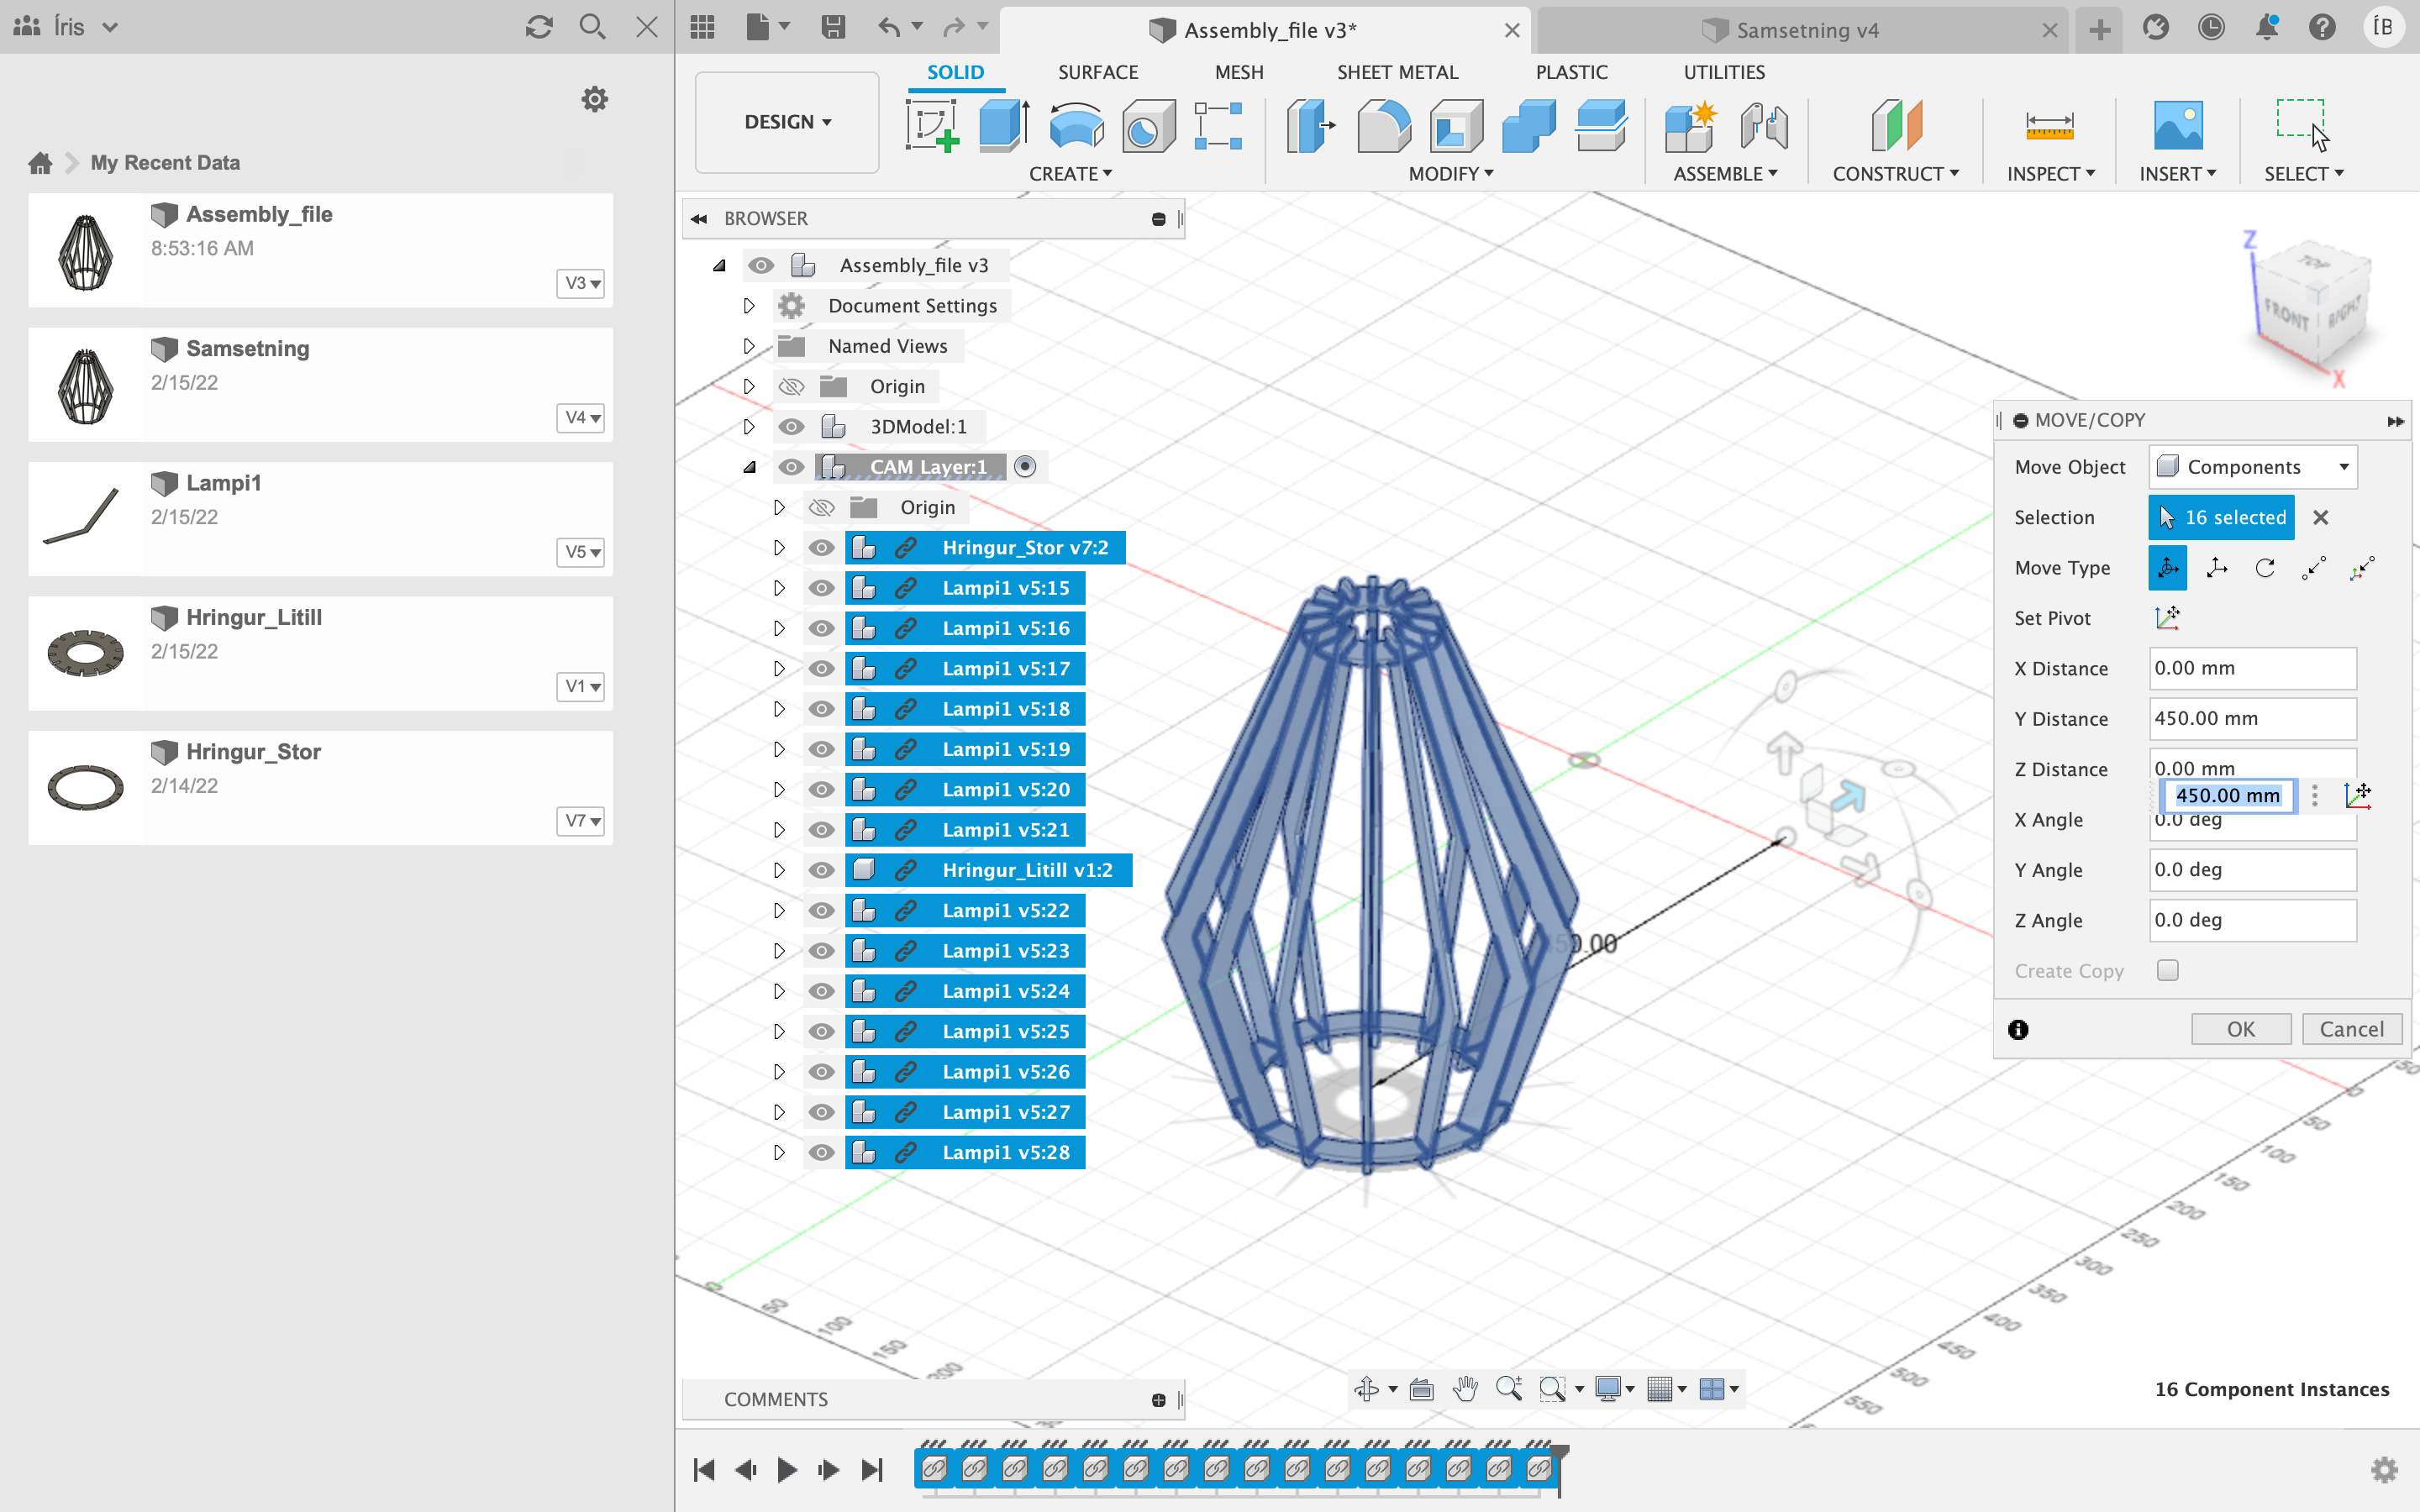 Íris
Assembly_file v3*
Samsetning v4
ÍB
SOLID
SURFACE
MESH
SHEET METAL
PLASTIC
UTILITIES
DESIGN
CREATE
MODIFY
ASSEMBLE
CONSTRUCT
INSPECT
INSERT
SELECT
My Recent Data
Assembly_file
8:53:16 AM
V3
Samsetning
2/15/22
V4
Lampi1
2/15/22
V5
Hringur_Litill
2/15/22
V1
Hringur_Stor
2/14/22
V7
BROWSER
Assembly_file v3
Document Settings
Named Views
Origin
3DModel:1
CAM Layer:1
Origin
Hringur_Stor v7:2
Lampi1 v5:15
Lampi1 v5:16
Lampi1 v5:17
Lampi1 v5:18
Lampi1 v5:19
Lampi1 v5:20
Lampi1 v5:21
Hringur_Litill v1:2
Lampi1 v5:22
Lampi1 v5:23
Lampi1 v5:24
Lampi1 v5:25
Lampi1 v5:26
Lampi1 v5:27
Lampi1 v5:28
Z
TOP
FRONT
RIGHT
X
MOVE/COPY
Move Object
Components
Selection
16 selected
Move Type
Set Pivot
X Distance
0.00 mm
Y Distance
450.00 mm
Z Distance
0.00 mm
450.00 mm
X Angle
0.0 deg
Y Angle
0.0 deg
Z Angle
0.0 deg
Create Copy
OK
Cancel
0
50
100
150
200
250
300
350
400
450
500
550
0
50
100
150
COMMENTS
16 Component Instances